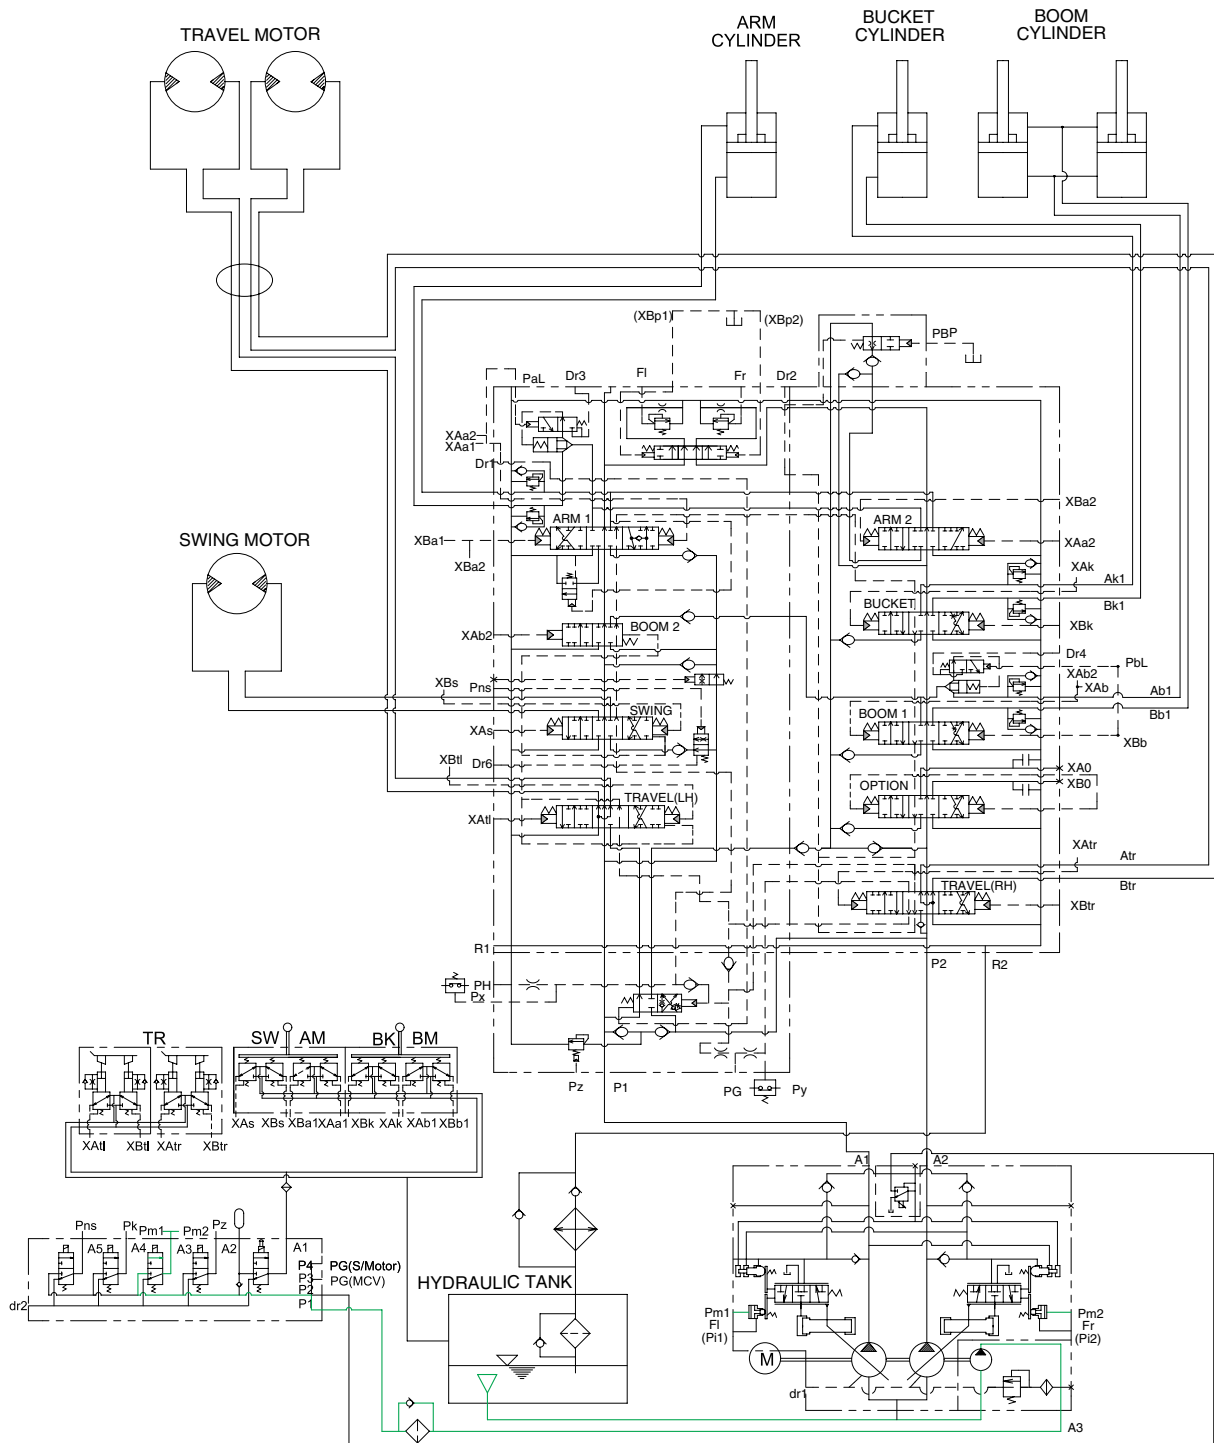 TRAVEL MOTOR
ARM
CYLINDER
BUCKET
CYLINDER
BOOM
CYLINDER
SWING MOTOR
(XBp1)
(XBp2)
PBP
PaL
Dr3
Fl
Fr
Dr2
XAa2
XAa1
Dr1
ARM 1
XBa1
XBa2
ARM 2
XBa2
XAa2
XAk
Ak1
BUCKET
Bk1
XBk
XAb2
BOOM 2
Dr4
PbL
XAb2
XAb
Ab1
Bb1
BOOM 1
XBb
XBs
Pns
SWING
XAs
XBtl
Dr6
TRAVEL(LH)
XAtl
XA0
OPTION
XB0
XAtr
Atr
Btr
TRAVEL(RH)
XBtr
R1
P2
R2
PH
Px
Pz
P1
PG
Py
TR
SW
AM
BK
BM
XAtl
XBtl
XAtr
XBtr
XAs
XBs
XBa1
XAa1
XBk
XAk
XAb1
XBb1
Pns
Pk
Pm1
Pm2
Pz
A5
A4
A3
A2
A1
P4
PG(S/Motor)
P3
PG(MCV)
P2
P1
dr2
HYDRAULIC TANK
A1
A2
Pm1
Fl
(Pi1)
Pm2
Fr
(Pi2)
M
dr1
A3